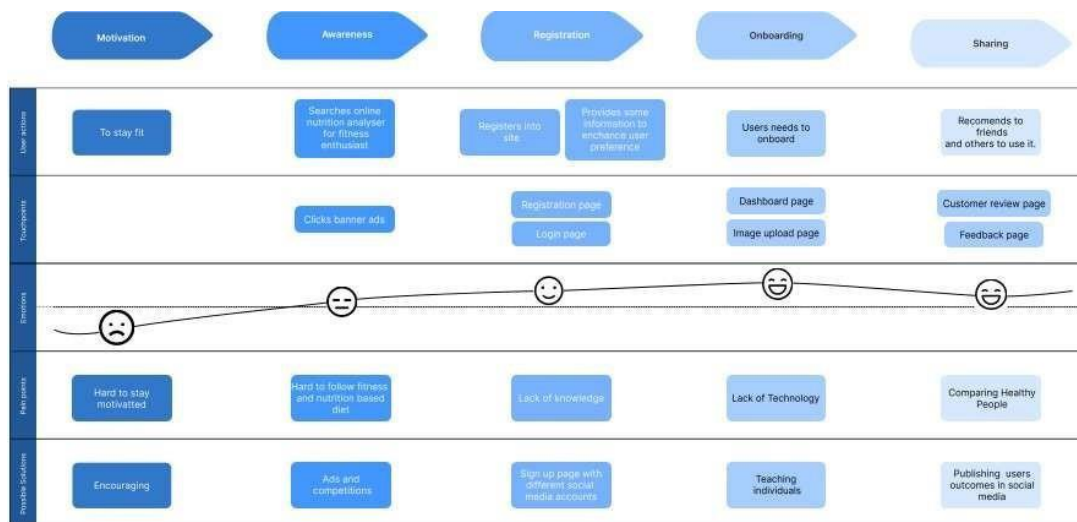 Motivation
Awareness
Registration
Onboarding
Sharing
User actions
To stay fit
Searches online
nutrition analyser
for fitness
enthusiast
Registers into
site
Provides some
information to
enchance user
preference
Users needs to
onboard
Recomends to
friends
and others to use it.
Touchpoints
Clicks banner ads
Registration page
Login page
Dashboard page
Image upload page
Customer review page
Feedback page
Emotions
Pain points
Hard to stay
motivatted
Hard to follow fitness
and nutrition based
diet
Lack of knowledge
Lack of Technology
Comparing Healthy
People
Possible Solutions
Encouraging
Ads and
competitions
Sign up page with
different social
media accounts
Teaching
individuals
Publishing users
outcomes in social
media